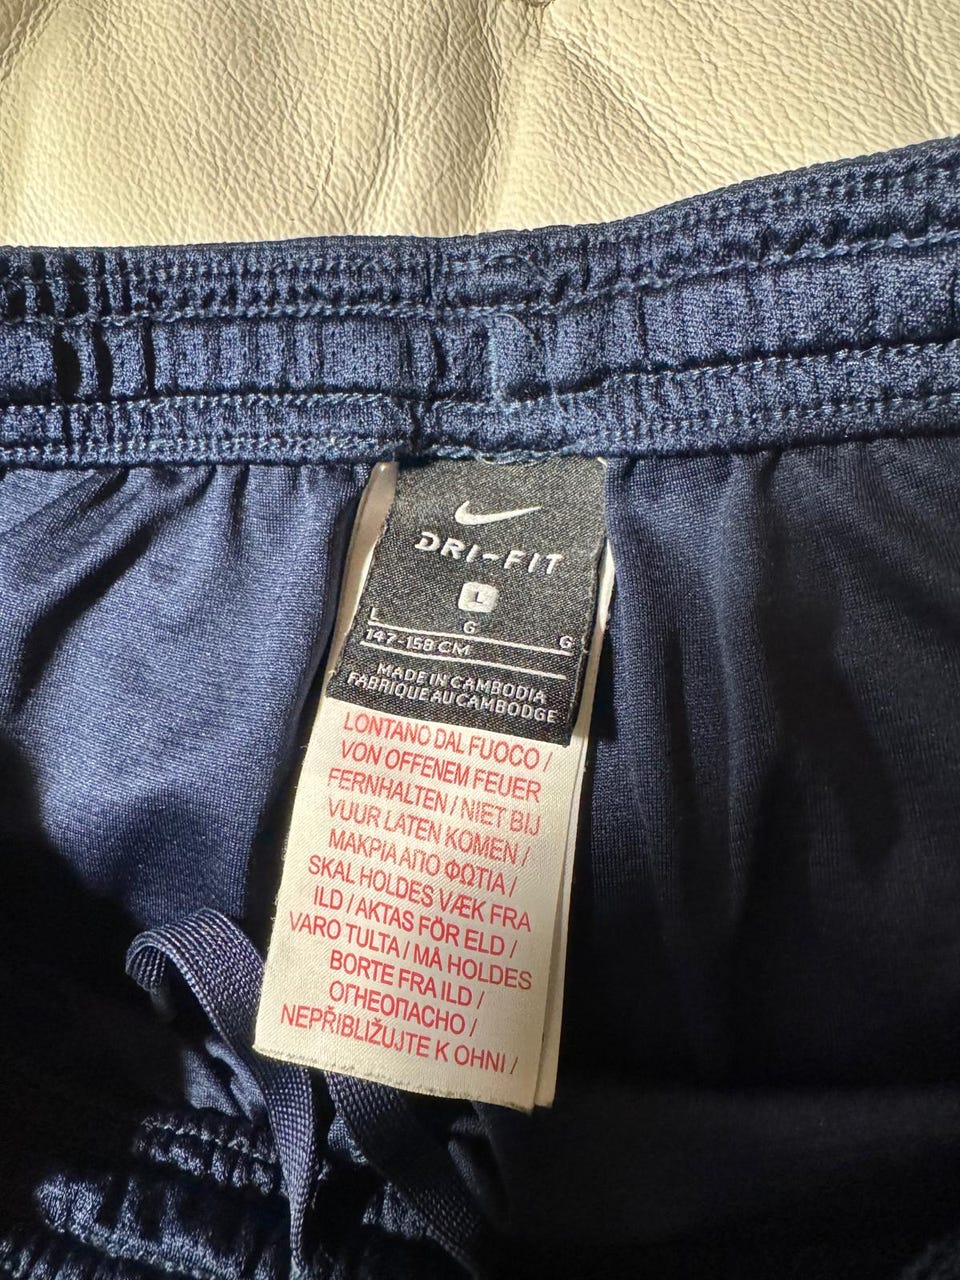 DRI-FIT
L
L G G
147-158 CM
MADE IN CAMBODIA
FABRIQUE AU CAMBODGE
LONTANO DAL FUOCO /
VON OFFENEM FEUER
FERNHALTEN / NIET BIJ
VUUR LATEN KOMEN /
ΜΑΚΡΙΑ ΑΠΟ ΦΩΤΙΑ /
SKAL HOLDES VÆK FRA
ILD / AKTAS FÖR ELD /
VARO TULTA / MÅ HOLDES
BORTE FRA ILD /
ОГНЕОПАСНО /
NEPŘIBLIŽUJTE K OHNI /